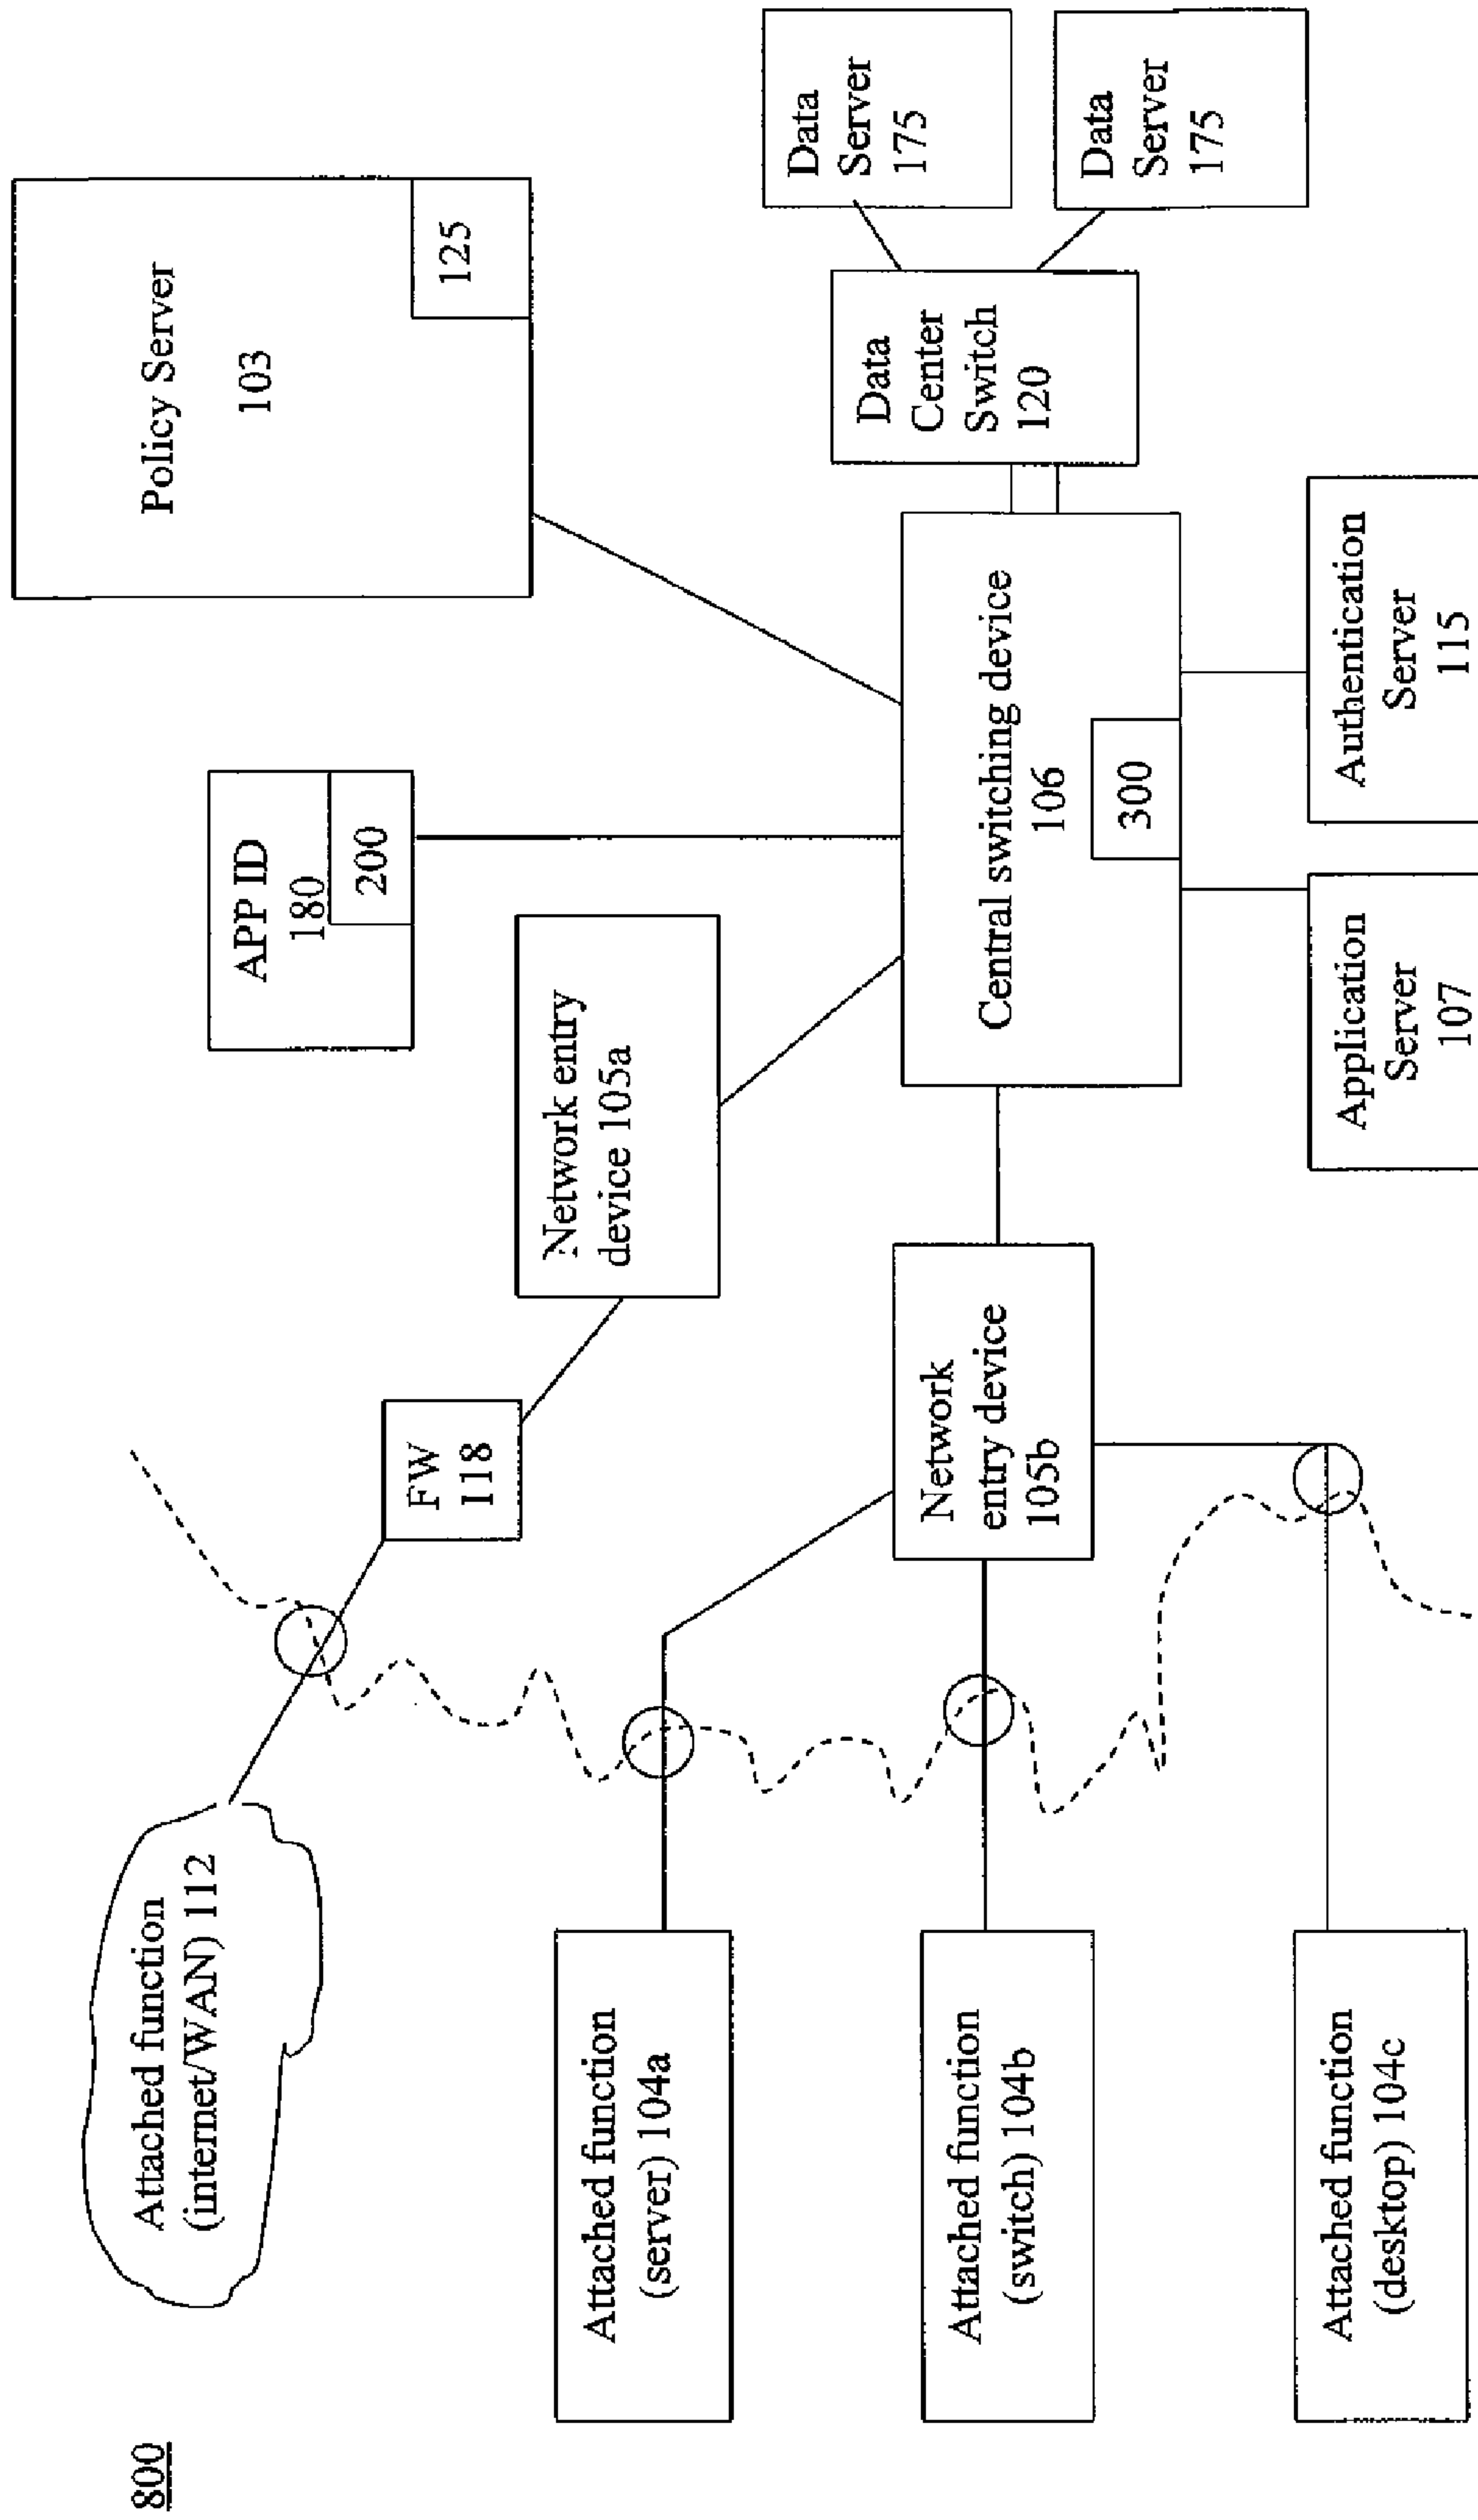 800
Attached function
(internet/WAN) 112
Attached function
(server) 104a
Attached function
(switch) 104b
Attached function
(desktop) 104c
FW
118
Network entry
device 105a
Network
entry device
105b
APP ID
180
200
Policy Server
103
125
Central switching device
106
300
Application
Server
107
Authentication
Server
115
Data
Center
Switch
120
Data
Server
175
Data
Server
175